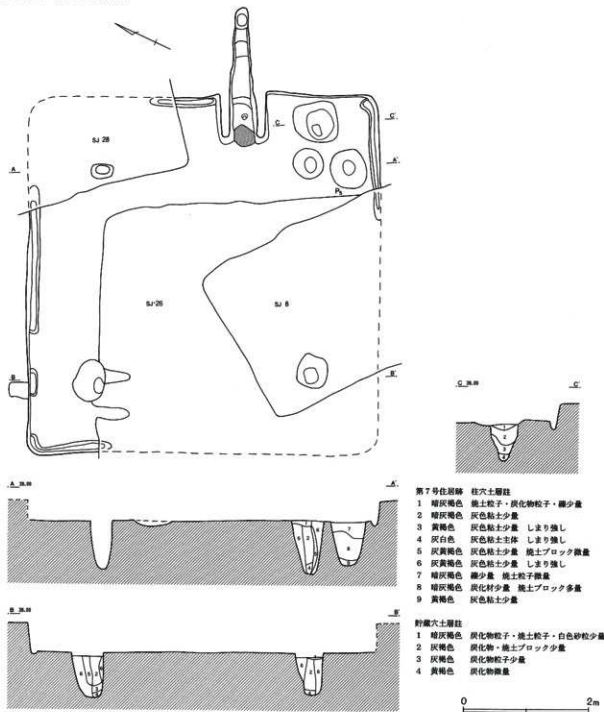 SJ 28
C
C'
A
A'
P5
SJ-26
SJ 8
B
B'
C 38.00
C'
A 38.00
A'
B 38.00
B'
第7号住居跡 柱穴土層註
1 暗灰褐色 焼土粒子・炭化物粒子・礫少量
2 暗灰褐色 灰色粘土少量
3 黄褐色 灰色粘土少量 しまり強し
4 灰白色 灰色粘土主体 しまり強し
5 灰黄褐色 灰色粘土少量 焼土ブロック微量
6 灰黄褐色 灰色粘土少量 しまり強し
7 暗灰褐色 礫少量 焼土粒子微量
8 暗灰褐色 炭化材少量 焼土ブロック多量
9 黄褐色 灰色粘土少量
貯蔵穴土層註
1 暗灰褐色 炭化物粒子・焼土粒子・白色砂粒少量
2 灰褐色 炭化物・焼土ブロック少量
3 灰褐色 炭化物粒子少量
4 黄褐色 炭化物微量
0 2m